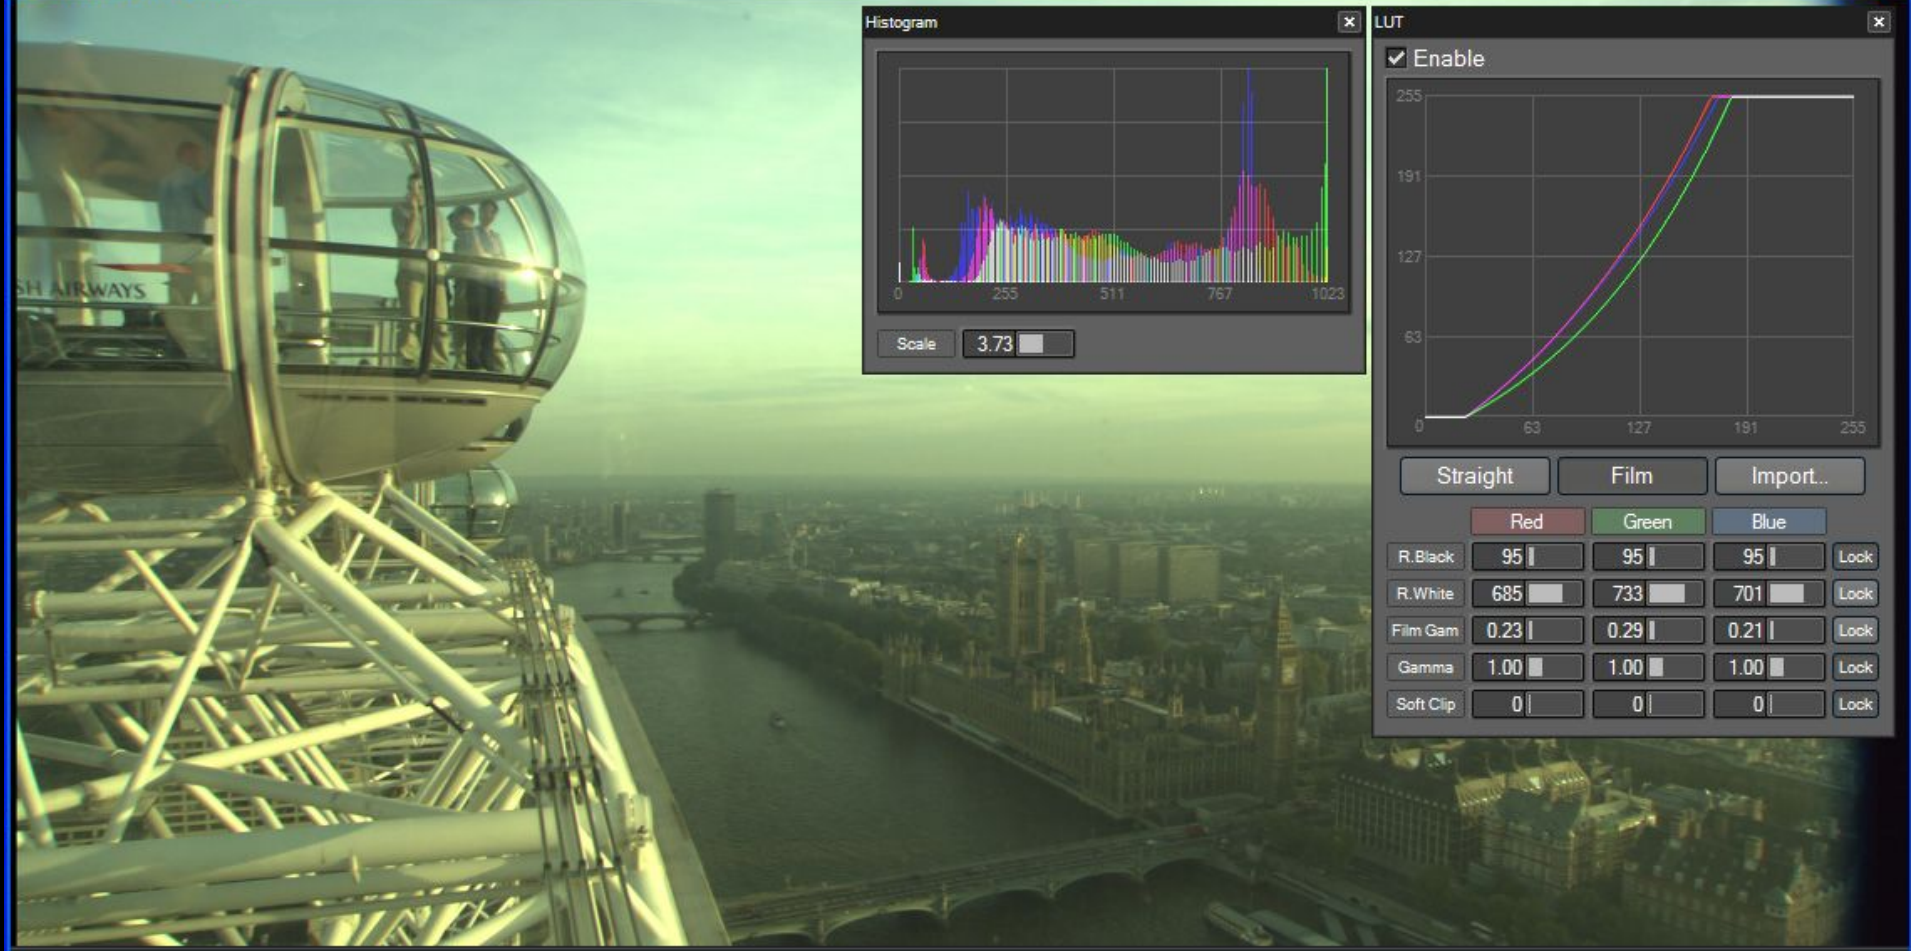 SH AIRWAYS
Histogram
0 255 511 767 1023
Scale 3.73
LUT
Enable
255
191
127
63
0 63 127 191 255
Straight Film Import...
Red Green Blue
R.Black 95 95 95 Lock
R.White 685 733 701 Lock
Film Gam 0.23 0.29 0.21 Lock
Gamma 1.00 1.00 1.00 Lock
Soft Clip 0 0 0 Lock